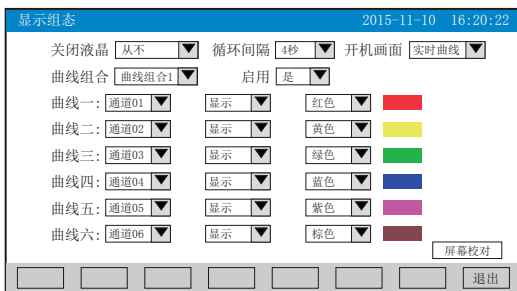 显示组态 2015-11-10 16:20:22
关闭液晶 从不 循环间隔 4秒 开机画面 实时曲线
曲线组合 曲线组合1 启用 是
曲线一: 通道01 显示 红色
曲线二: 通道02 显示 黄色
曲线三: 通道03 显示 绿色
曲线四: 通道04 显示 蓝色
曲线五: 通道05 显示 紫色
曲线六: 通道06 显示 棕色
屏幕校对
退出